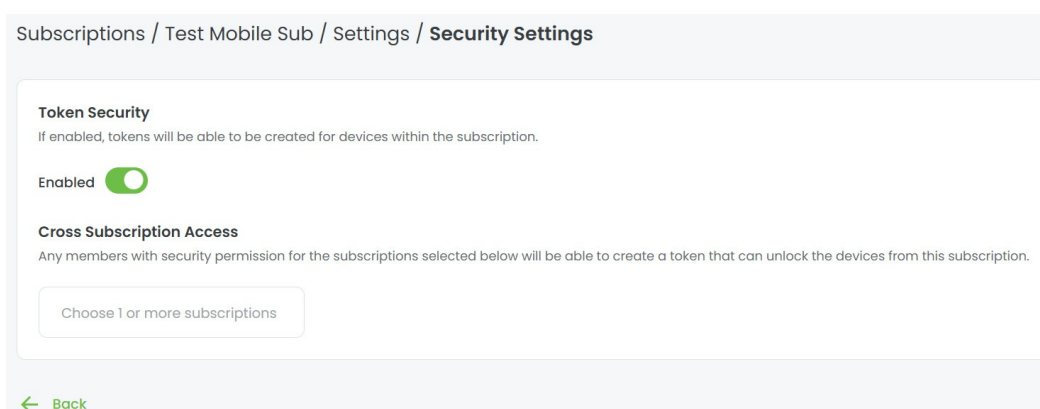 Subscriptions / Test Mobile Sub / Settings / Security Settings
Token Security
If enabled, tokens will be able to be created for devices within the subscription.
Enabled
Cross Subscription Access
Any members with security permission for the subscriptions selected below will be able to create a token that can unlock the devices from this subscription.
Choose 1 or more subscriptions
Back